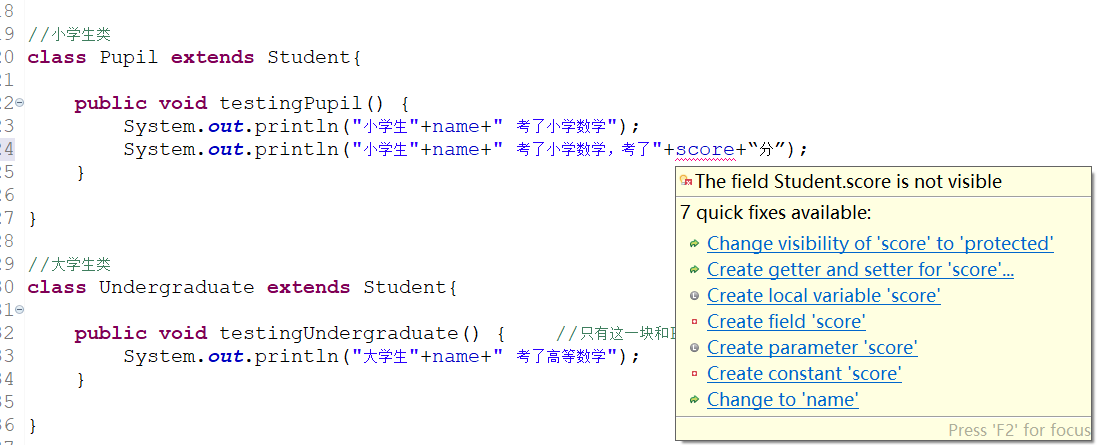 18
19 //小学生类
20 class Pupil extends Student{
21
22 public void testingPupil() {
23 System.out.println("小学生"+name+" 考了小学数学");
24 System.out.println("小学生"+name+" 考了小学数学，考了"+score+“分”);
25 }
26
27 }
28
29 //大学生类
30 class Undergraduate extends Student{
31
32 public void testingUndergraduate() { //只有这一块和
33 System.out.println("大学生"+name+" 考了高等数学");
34 }
35
36 }
The field Student.score is not visible
7 quick fixes available:
Change visibility of 'score' to 'protected'
Create getter and setter for 'score'...
Create local variable 'score'
Create field 'score'
Create parameter 'score'
Create constant 'score'
Change to 'name'
Press 'F2' for focus